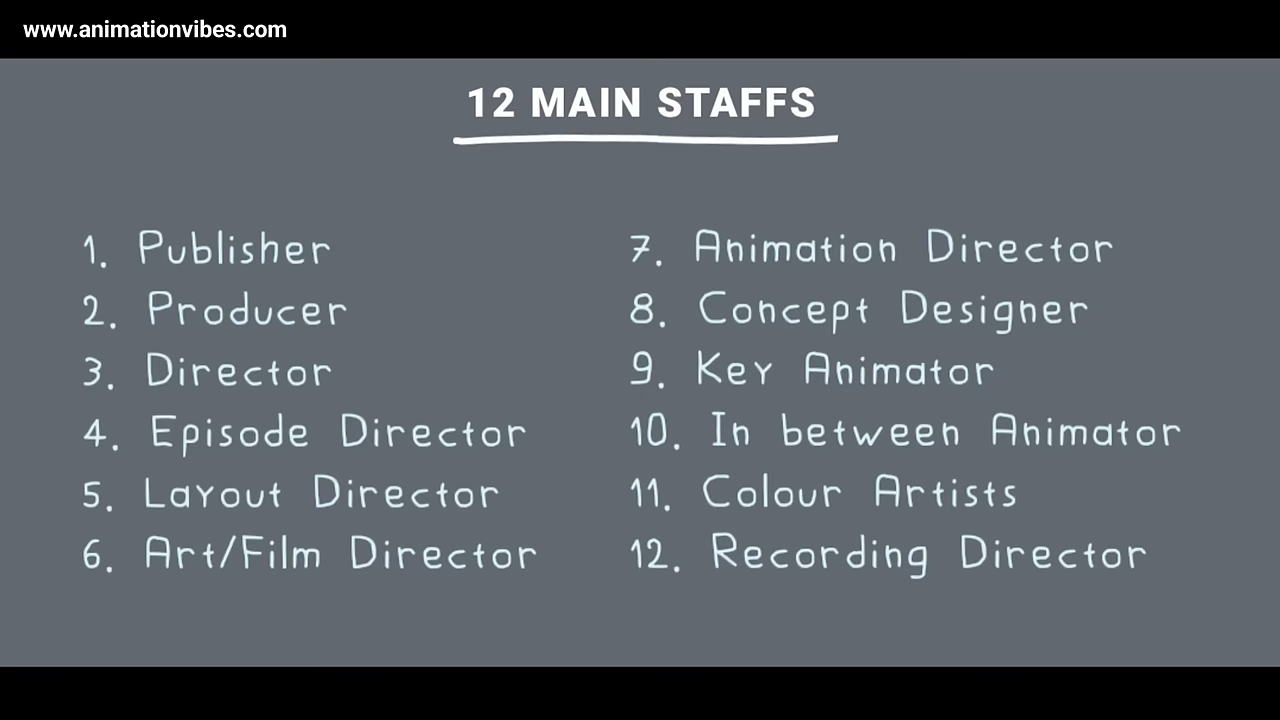 www.animationvibes.com
12 MAIN STAFFS
1. Publisher
2. Producer
3. Director
4. Episode Director
5. Layout Director
6. Art/Film Director
7. Animation Director
8. Concept Designer
9. Key Animator
10. In between Animator
11. Colour Artists
12. Recording Director